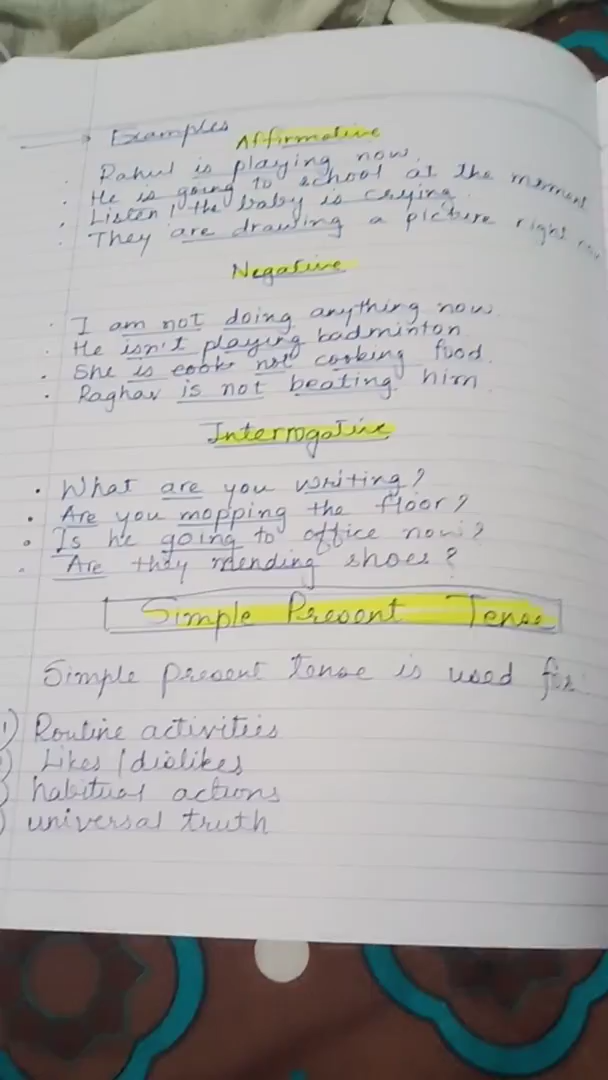 Examples
Affirmative
Rahul is playing now.
He is going to school at the moment
Listen! the baby is crying.
They are drawing a picture right now
Negative
I am not doing anything now
He isn't playing badminton
She is cook not cooking food.
Raghav is not beating him
Interrogative
What are you writing?
Are you mopping the floor?
Is he going to office now?
Are they mending shoes?
Simple Present Tense
Simple present tense is used for
1) Routine activities
Likes/dislikes
habitual actions
universal truth